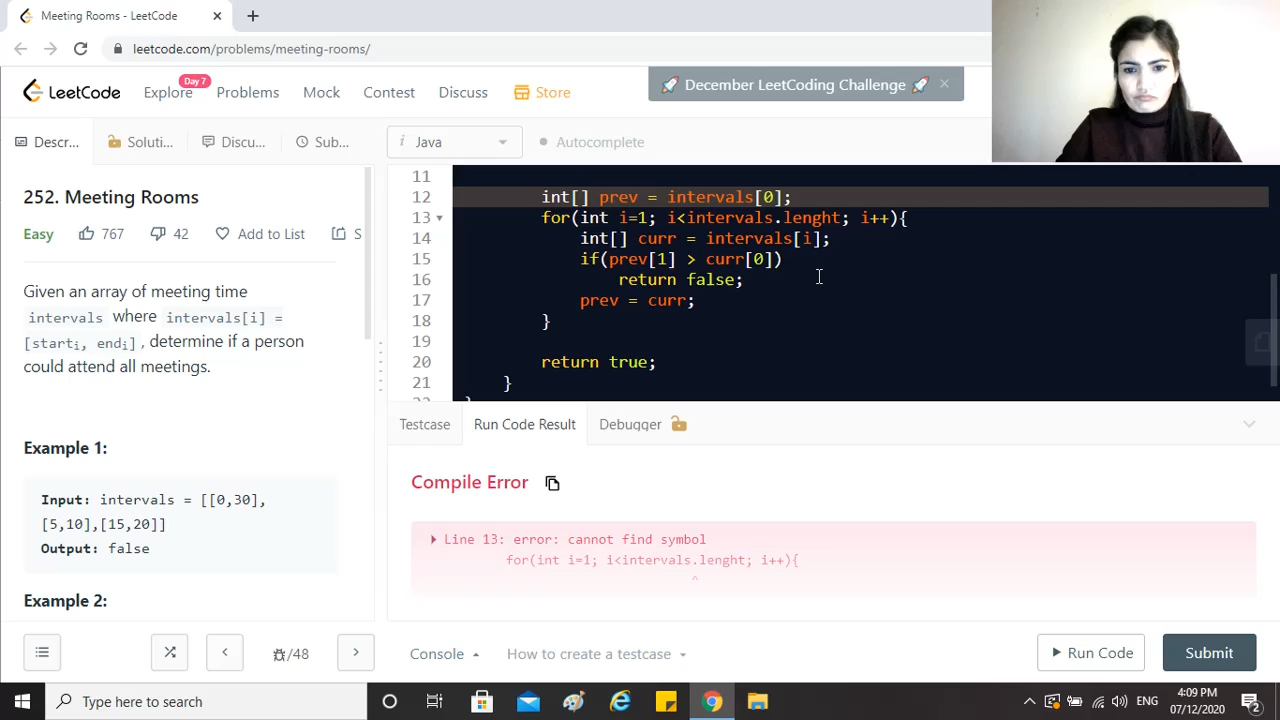 Meeting Rooms - LeetCode
leetcode.com/problems/meeting-rooms/
LeetCode
Explore
Day 7
Problems
Mock
Contest
Discuss
Store
December LeetCoding Challenge
Descr...
Soluti...
Discu...
Sub...
i Java
Autocomplete
252. Meeting Rooms
Easy
767
42
Add to List
S
Given an array of meeting time
intervals where intervals[i] =
[starti, endi], determine if a person
could attend all meetings.
Example 1:
Input: intervals = [[0,30],
[5,10],[15,20]]
Output: false
Example 2:
11
12 int[] prev = intervals[0];
13 for(int i=1; i<intervals.lenght; i++){
14 int[] curr = intervals[i];
15 if(prev[1] > curr[0])
16 return false;
17 prev = curr;
18 }
19
20 return true;
21 }
22 }
Testcase
Run Code Result
Debugger
Compile Error
Line 13: error: cannot find symbol
for(int i=1; i<intervals.lenght; i++){
^
/48
Console
How to create a testcase
Run Code
Submit
Type here to search
ENG
4:09 PM
07/12/2020
2